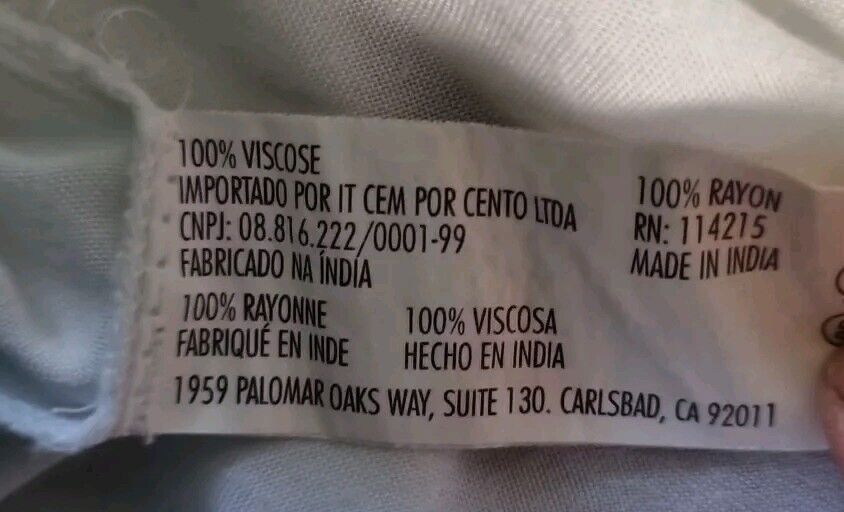 100% VISCOSE
IMPORTADO POR IT CEM POR CENTO LTDA
CNPJ: 08.816.222/0001-99
FABRICADO NA ÍNDIA
100% RAYON
RN: 114215
MADE IN INDIA
100% RAYONNE
FABRIQUÉ EN INDE
100% VISCOSA
HECHO EN INDIA
1959 PALOMAR OAKS WAY, SUITE 130. CARLSBAD, CA 92011